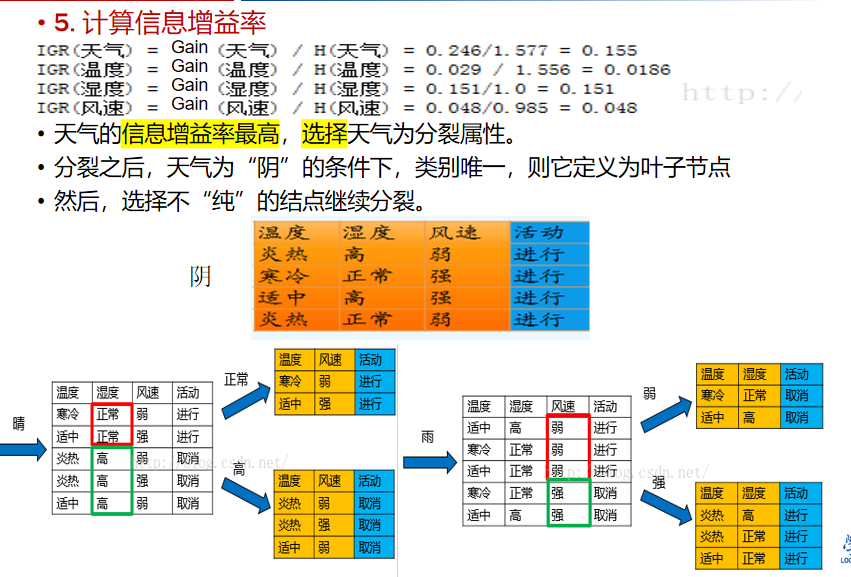 • 5. 计算信息增益率
IGR(天气) = Gain (天气) / H(天气) = 0.246/1.577 = 0.155
IGR(温度) = Gain (温度) / H(温度) = 0.029 / 1.556 = 0.0186
IGR(湿度) = Gain (湿度) / H(湿度) = 0.151/1.0 = 0.151
IGR(风速) = Gain (风速) / H(风速) = 0.048/0.985 = 0.048
http://
• 天气的信息增益率最高，选择天气为分裂属性。
• 分裂之后，天气为“阴”的条件下，类别唯一，则它定义为叶子节点
• 然后，选择不“纯”的结点继续分裂。
阴
温度 湿度 风速 活动
炎热 高 弱 进行
寒冷 正常 强 进行
适中 高 强 进行
炎热 正常 弱 进行
晴
温度 湿度 风速 活动
寒冷 正常 弱 进行
适中 正常 强 进行
炎热 高 弱 取消
炎热 高 强 取消
适中 高 弱 取消
正常
温度 风速 活动
寒冷 弱 进行
适中 强 进行
高
温度 风速 活动
炎热 弱 取消
炎热 强 取消
适中 弱 取消
雨
温度 湿度 风速 活动
适中 高 弱 进行
寒冷 正常 弱 进行
适中 正常 弱 进行
寒冷 正常 强 取消
适中 高 强 取消
弱
温度 湿度 活动
寒冷 正常 取消
适中 高 取消
强
温度 湿度 活动
炎热 高 进行
炎热 正常 进行
适中 正常 进行